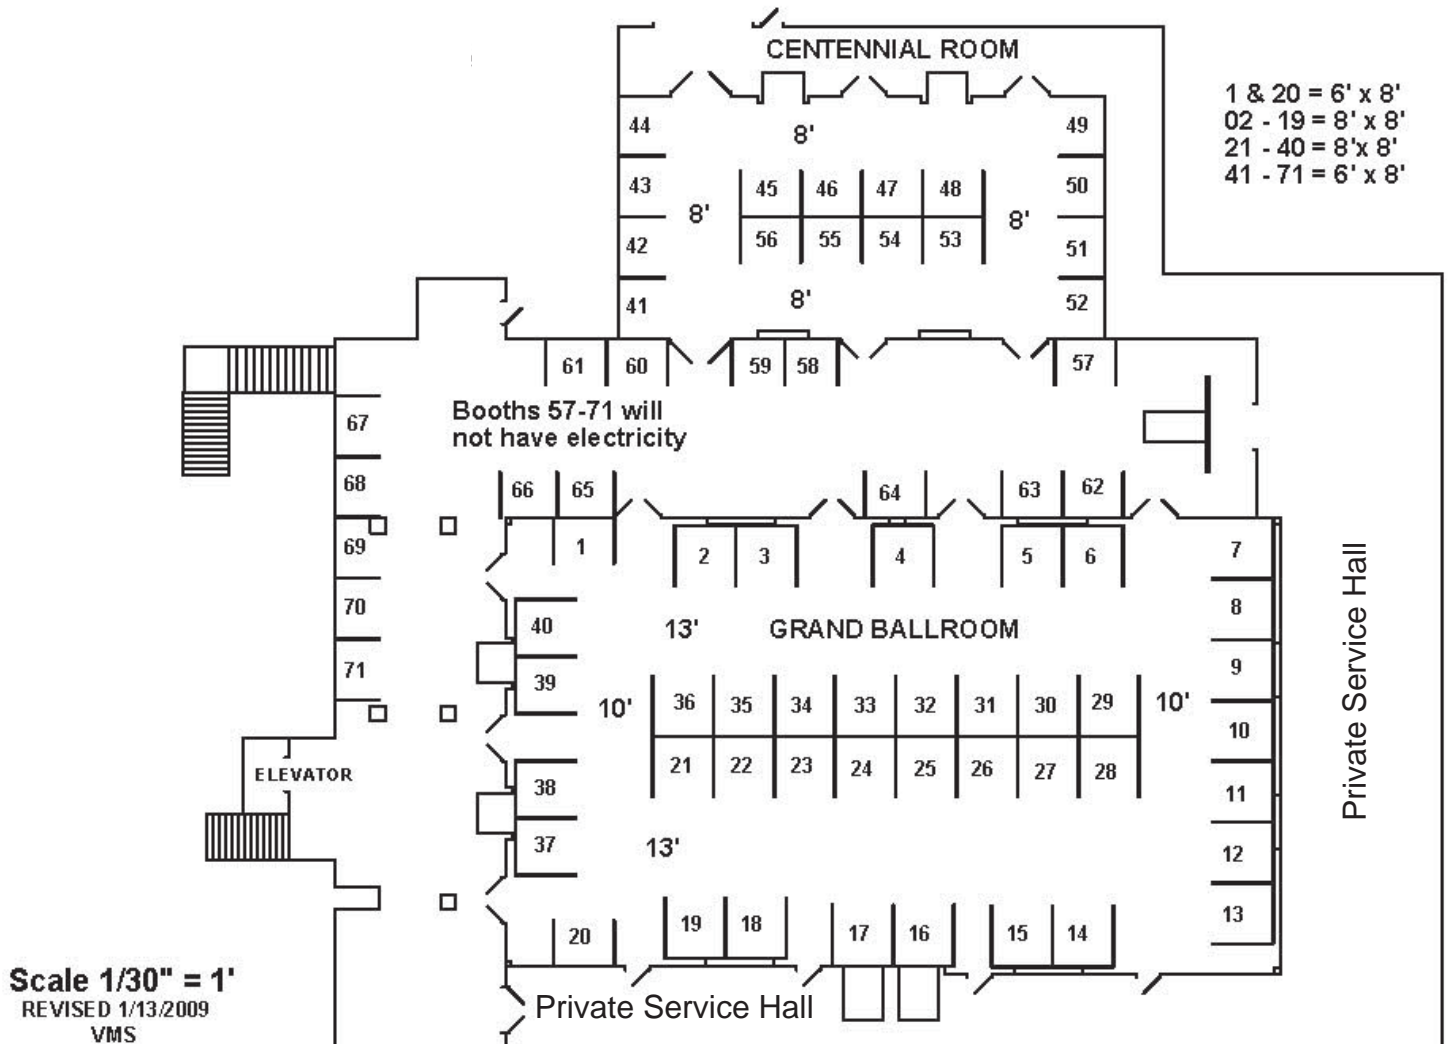 CENTENNIAL ROOM
1 & 20 = 6' x 8'
02 - 19 = 8' x 8'
21 - 40 = 8'x 8'
41 - 71 = 6' x 8'
44 8' 49
43 45 46 47 48 50
8' 8'
42 56 55 54 53 51
41 8' 52
61 60 59 58 57
Booths 57-71 will
not have electricity
67
68 66 65 64 63 62
69 1 2 3 4 5 6 7
70 8
40 13' GRAND BALLROOM
71 39 9
10' 36 35 34 33 32 31 30 29 10'
10
ELEVATOR 21 22 23 24 25 26 27 28
38 11
37 13' 12
13
20 19 18 17 16 15 14
Private Service Hall
Scale 1/30" = 1'
REVISED 1/13/2009
VMS
Private Service Hall